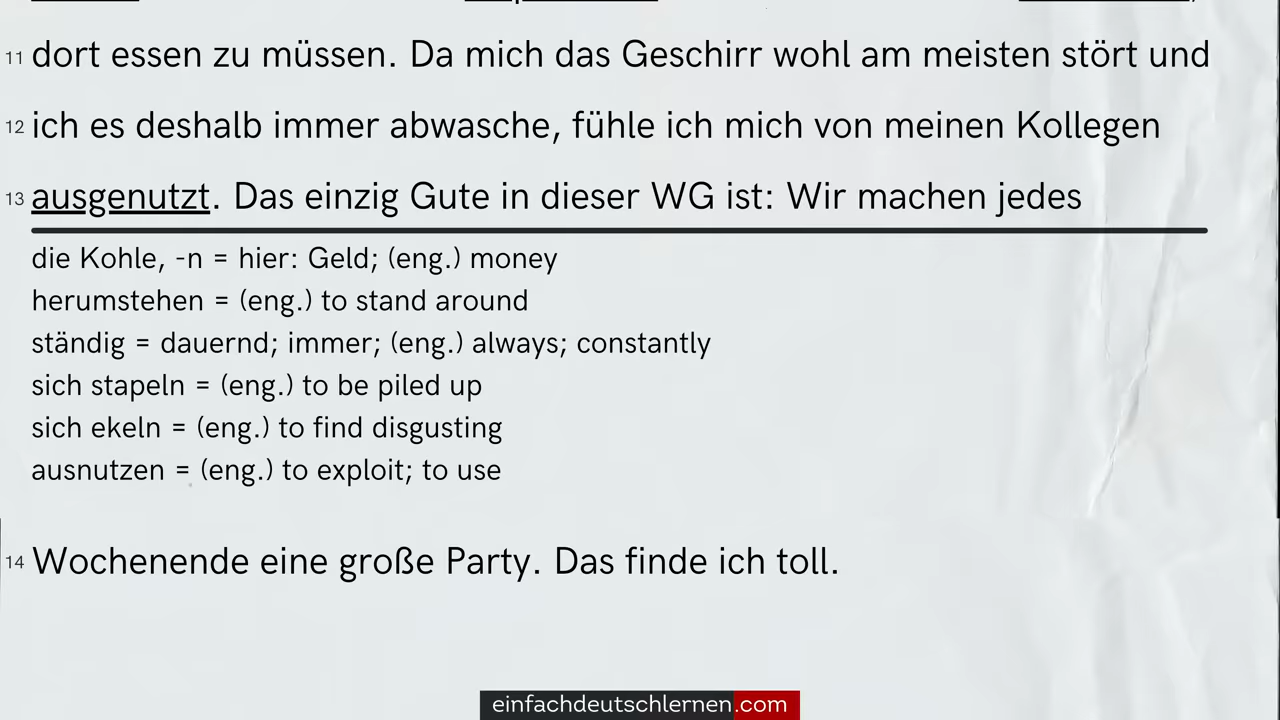 11 dort essen zu müssen. Da mich das Geschirr wohl am meisten stört und
12 ich es deshalb immer abwasche, fühle ich mich von meinen Kollegen
13 ausgenutzt. Das einzig Gute in dieser WG ist: Wir machen jedes
die Kohle, -n = hier: Geld; (eng.) money
herumstehen = (eng.) to stand around
ständig = dauernd; immer; (eng.) always; constantly
sich stapeln = (eng.) to be piled up
sich ekeln = (eng.) to find disgusting
ausnutzen = (eng.) to exploit; to use
14 Wochenende eine große Party. Das finde ich toll.
einfachdeutschlernen.com